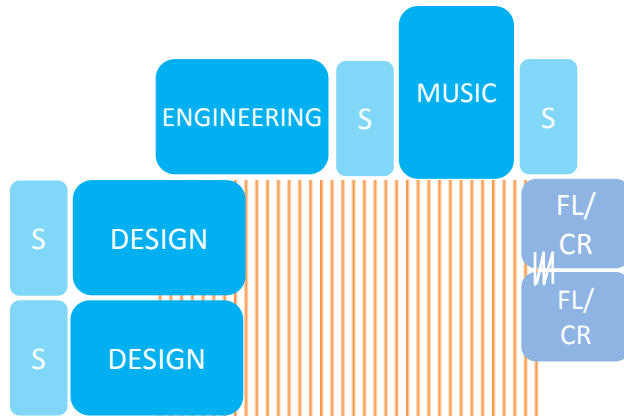 MUSIC
ENGINEERING
S
S
FL/
CR
S
DESIGN
FL/
CR
S
DESIGN